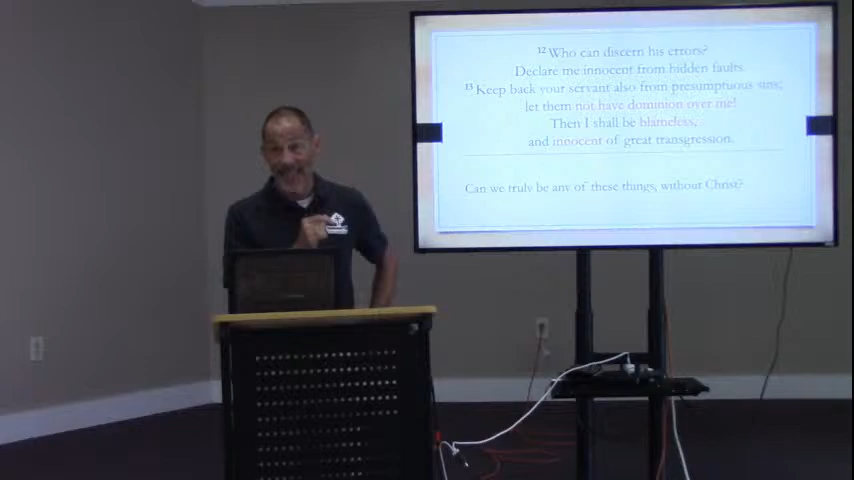 12 Who can discern his errors?
Declare me innocent from hidden faults.
13 Keep back your servant also from presumptuous sins;
let them not have dominion over me!
Then I shall be blameless,
and innocent of great transgression.
Can we truly be any of these things, without Christ?